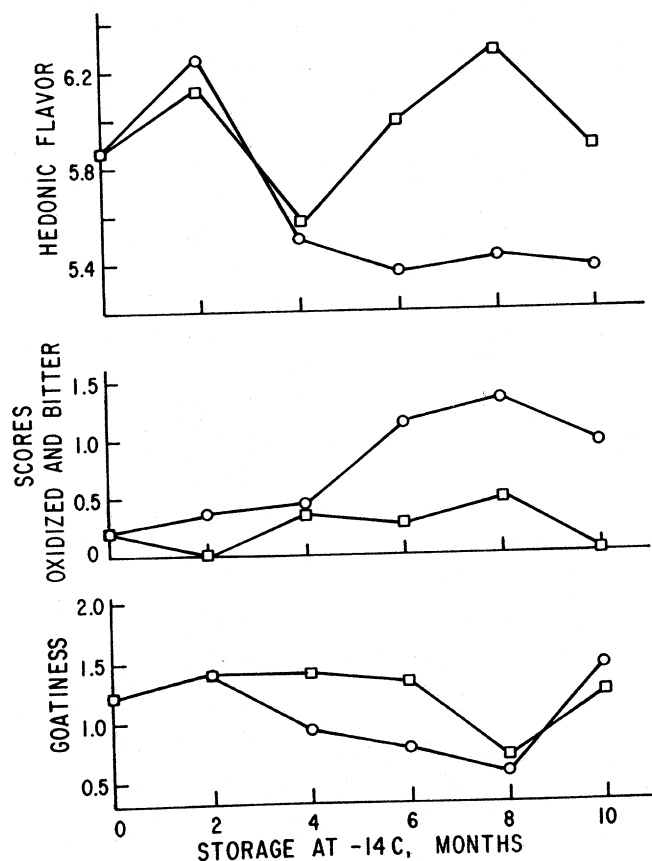 HEDONIC FLAVOR
6.2
5.8
5.4
SCORES
OXIDIZED AND BITTER
1.5
1.0
0.5
0
GOATINESS
2.0
1.5
1.0
0.5
0 2 4 6 8 10
STORAGE AT -14C, MONTHS